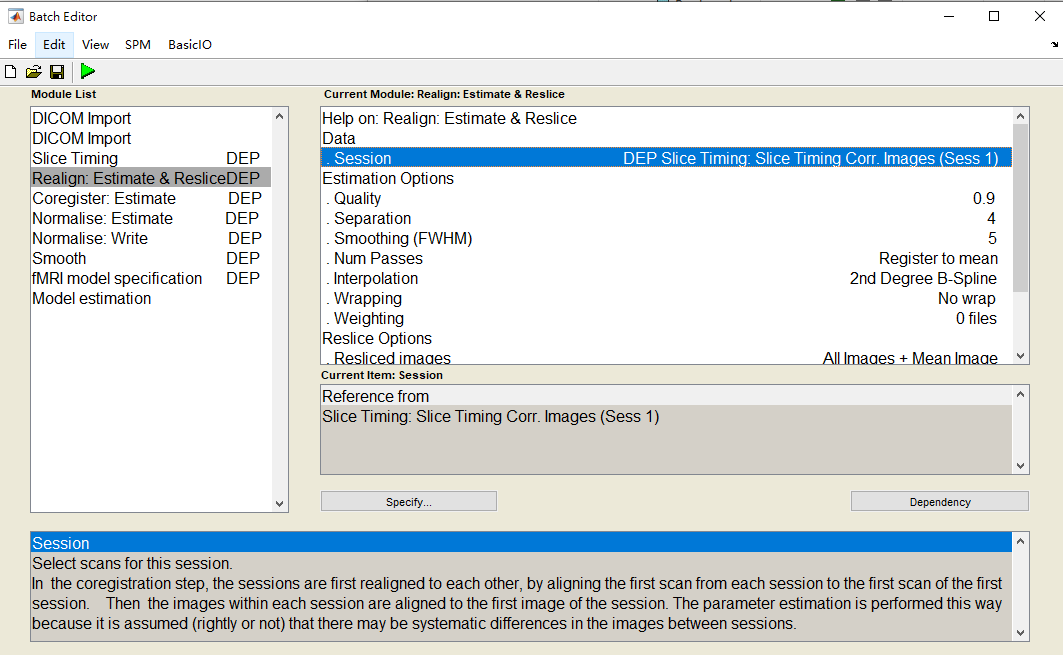 Batch Editor
File Edit View SPM BasicIO
Module List
DICOM Import
DICOM Import
Slice Timing DEP
Realign: Estimate & ResliceDEP
Coregister: Estimate DEP
Normalise: Estimate DEP
Normalise: Write DEP
Smooth DEP
fMRI model specification DEP
Model estimation
Current Module: Realign: Estimate & Reslice
Help on: Realign: Estimate & Reslice
Data
. Session DEP Slice Timing: Slice Timing Corr. Images (Sess 1)
Estimation Options
. Quality 0.9
. Separation 4
. Smoothing (FWHM) 5
. Num Passes Register to mean
. Interpolation 2nd Degree B-Spline
. Wrapping No wrap
. Weighting 0 files
Reslice Options
. Resliced images All Images + Mean Image
Current Item: Session
Reference from
Slice Timing: Slice Timing Corr. Images (Sess 1)
Specify... Dependency
Session
Select scans for this session.
In the coregistration step, the sessions are first realigned to each other, by aligning the first scan from each session to the first scan of the first
session. Then the images within each session are aligned to the first image of the session. The parameter estimation is performed this way
because it is assumed (rightly or not) that there may be systematic differences in the images between sessions.